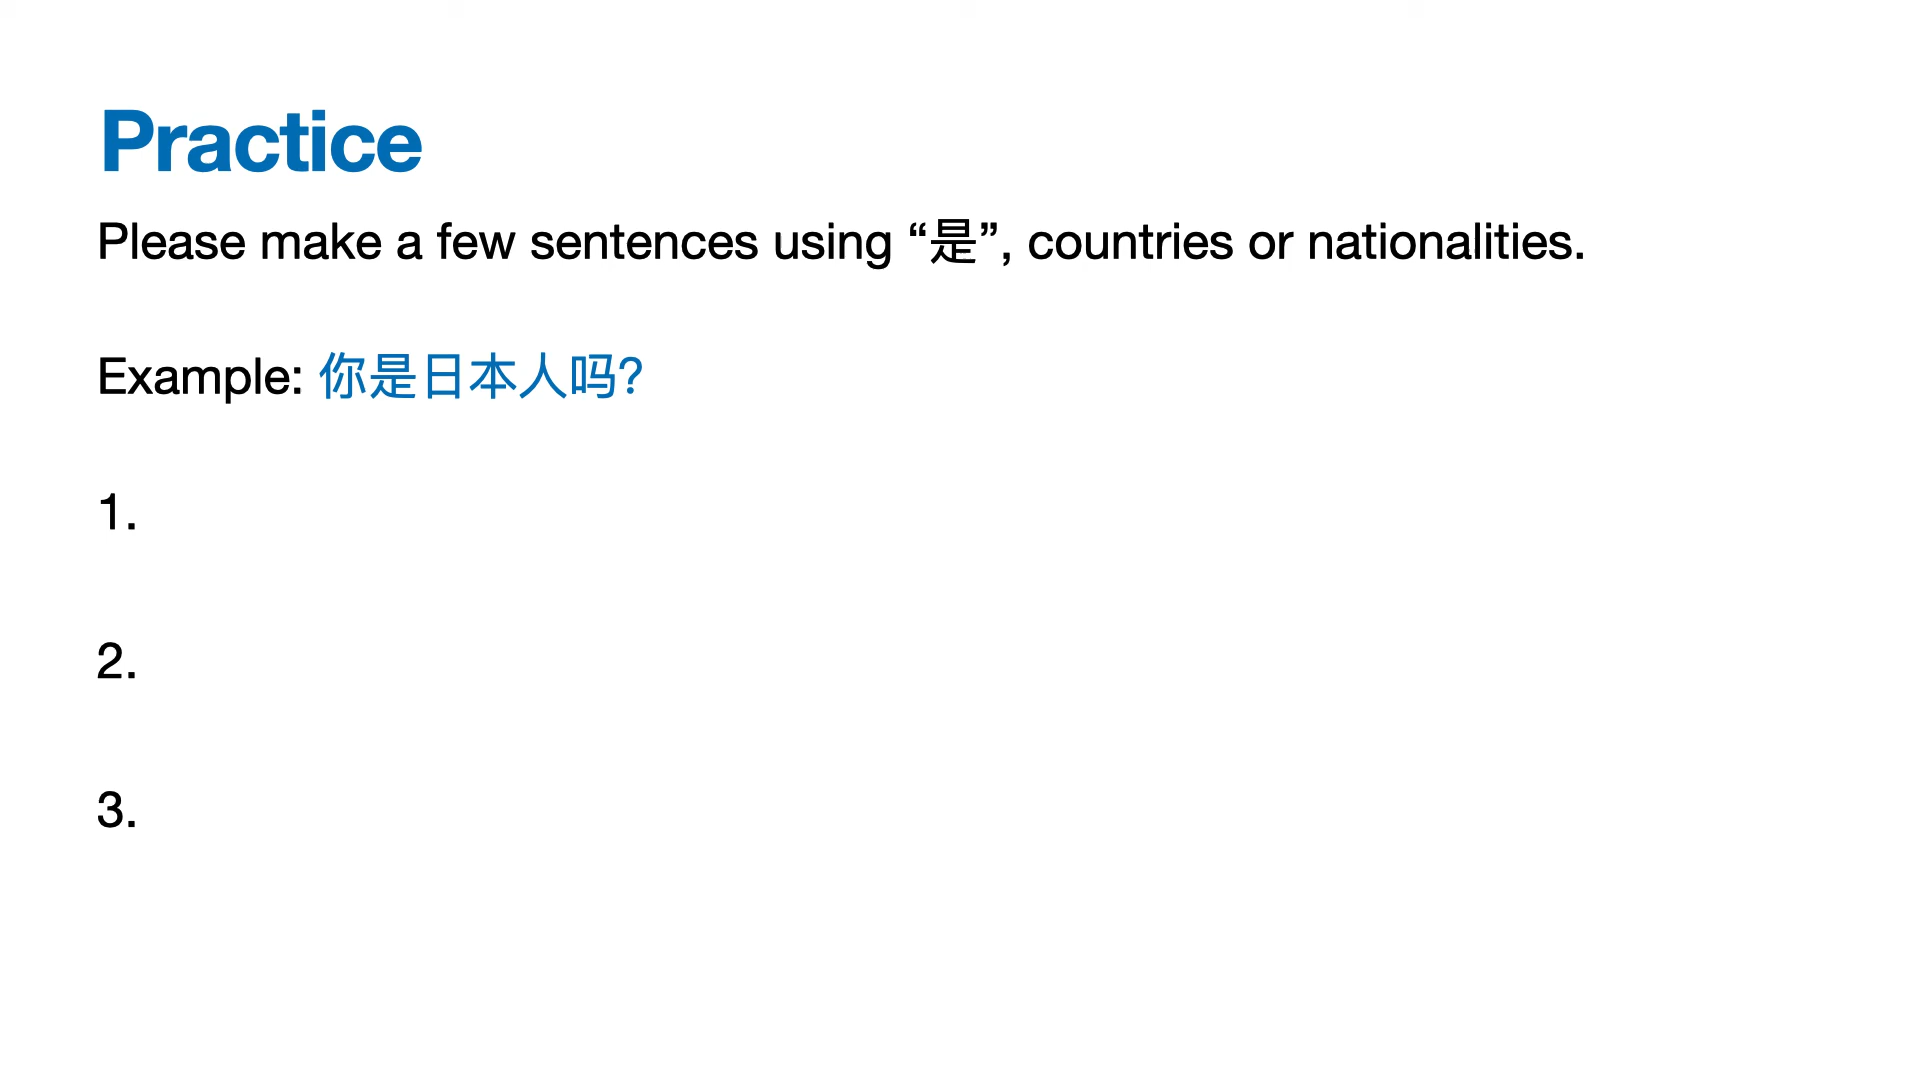 Practice
Please make a few sentences using “是”, countries or nationalities.
Example: 你是日本人吗？
1.
2.
3.